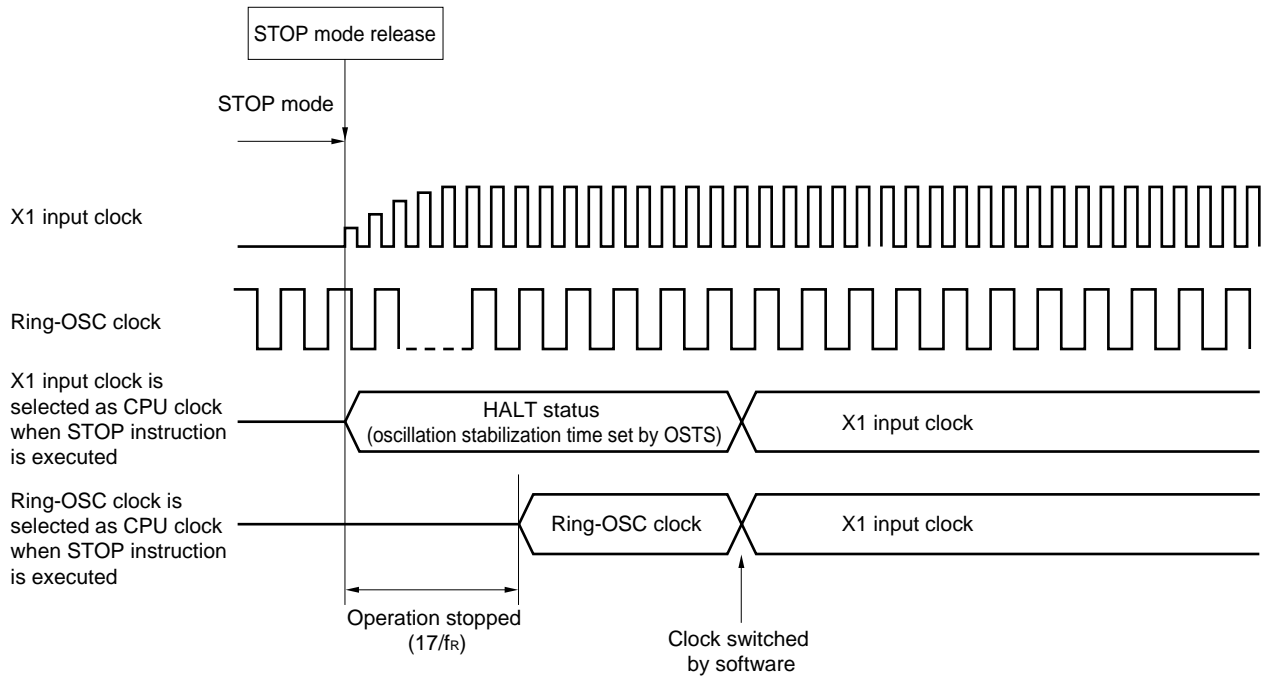 STOP mode release
STOP mode
X1 input clock
Ring-OSC clock
X1 input clock is
selected as CPU clock
when STOP instruction
is executed
HALT status
(oscillation stabilization time set by OSTS)
X1 input clock
Ring-OSC clock is
selected as CPU clock
when STOP instruction
is executed
Ring-OSC clock
X1 input clock
Operation stopped
(17/fR)
Clock switched
by software